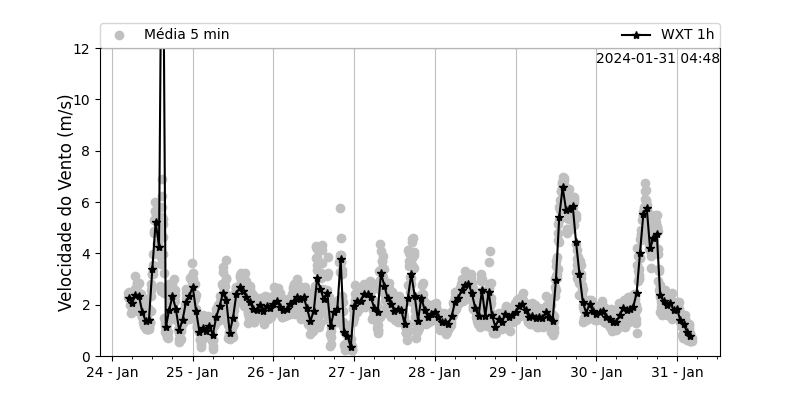 Média 5 min
WXT 1h
2024-01-31 04:48
Velocidade do Vento (m/s)
12
10
8
6
4
2
0
24 - Jan
25 - Jan
26 - Jan
27 - Jan
28 - Jan
29 - Jan
30 - Jan
31 - Jan